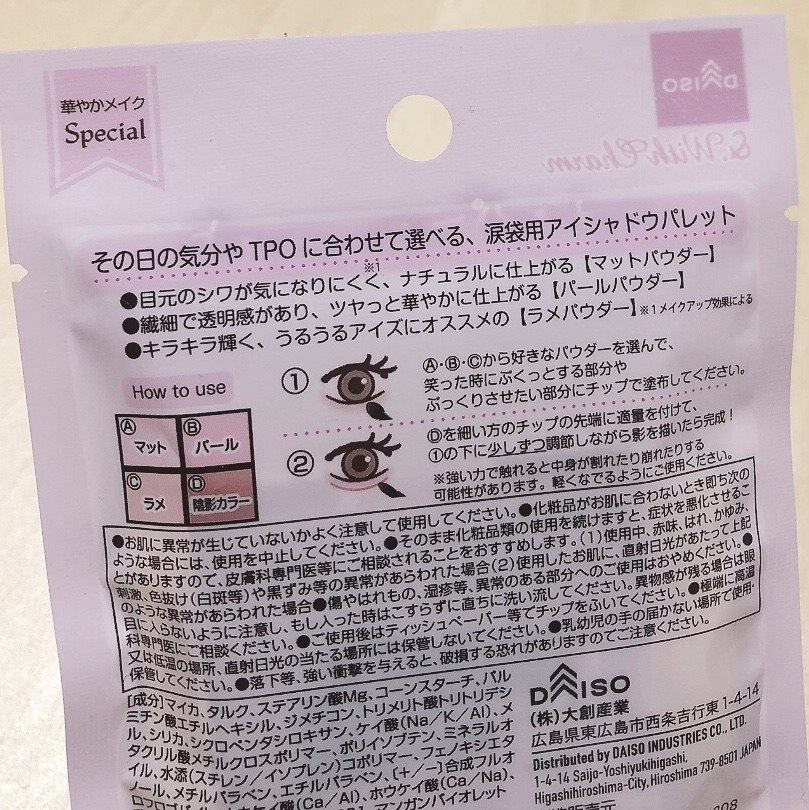 華やかメイク
Special
DAISO
& With Charm
その日の気分や TPO に合わせて選べる、涙袋用アイシャドウパレット
●目元のシワが気になりにくく、ナチュラルに仕上がる【マットパウダー】
※1
●繊細で透明感があり、ツヤっと華やかに仕上がる【パールパウダー】
●キラキラ輝く、うるうるアイズにオススメの【ラメパウダー】※1 メイクアップ効果による
How to use
Ⓐ マット
Ⓑ パール
Ⓒ ラメ
Ⓓ 陰影カラー
①
Ⓐ・Ⓑ・Ⓒから好きなパウダーを選んで、
笑った時にぷくっとする部分や
ぷっくりさせたい部分にチップで塗布してください。
②
Ⓓを細い方のチップの先端に適量を付けて、
①の下に少しずつ調節しながら影を描いたら完成！
※強い力で触れると中身が割れたり崩れたりする
可能性があります。軽くなでるようにご使用ください。
●お肌に異常が生じていないかよく注意して使用してください。●化粧品がお肌に合わないとき即ち次の
ような場合には、使用を中止してください。●そのまま化粧品類の使用を続けますと、症状を悪化させるこ
とがありますので、皮膚科専門医等にご相談されることをおすすめします。(1)使用中、赤味、はれ、かゆみ、
刺激、色抜け(白斑等)や黒ずみ等の異常があらわれた場合(2)使用したお肌に、直射日光があたって上記
のような異常があらわれた場合●傷やはれもの、湿疹等、異常のある部分へのご使用はおやめください。●
目に入らないように注意し、もし入った時はこすらずに直ちに洗い流してください。異物感が残る場合は眼
科専門医にご相談ください。●ご使用後はティッシュペーパー等でチップをふいてください。●極端に高温
又は低温の場所、直射日光の当たる場所には保管しないでください。●乳幼児の手の届かない場所で使用・
保管してください。●落下等、強い衝撃を与えると、破損する恐れがありますのでご注意ください。
[成分]マイカ、タルク、ステアリン酸Mg、コーンスターチ、パル
ミチン酸エチルヘキシル、ジメチコン、トリメリト酸トリトリデシ
ル、シリカ、シクロペンタシロキサン、ケイ酸(Na/K/Al)、メ
タクリル酸メチルクロスポリマー、ポリイソブテン、ミネラルオ
イル、水添(スチレン/イソプレン)コポリマー、フェノキシエタ
ノール、メチルパラベン、エチルパラベン、[+/-]合成フルオ
ロフロゴパイト、ホウケイ酸(Ca/Al)、ホウケイ酸(Ca/Na)、
マンガンバイオレット
DAISO
(株)大創産業
広島県東広島市西条吉行東1-4-14
Distributed by DAISO INDUSTRIES CO., LTD.
1-4-14 Saijo-Yoshiyukihigashi,
Higashihiroshima-City, Hiroshima 739-8501 JAPAN